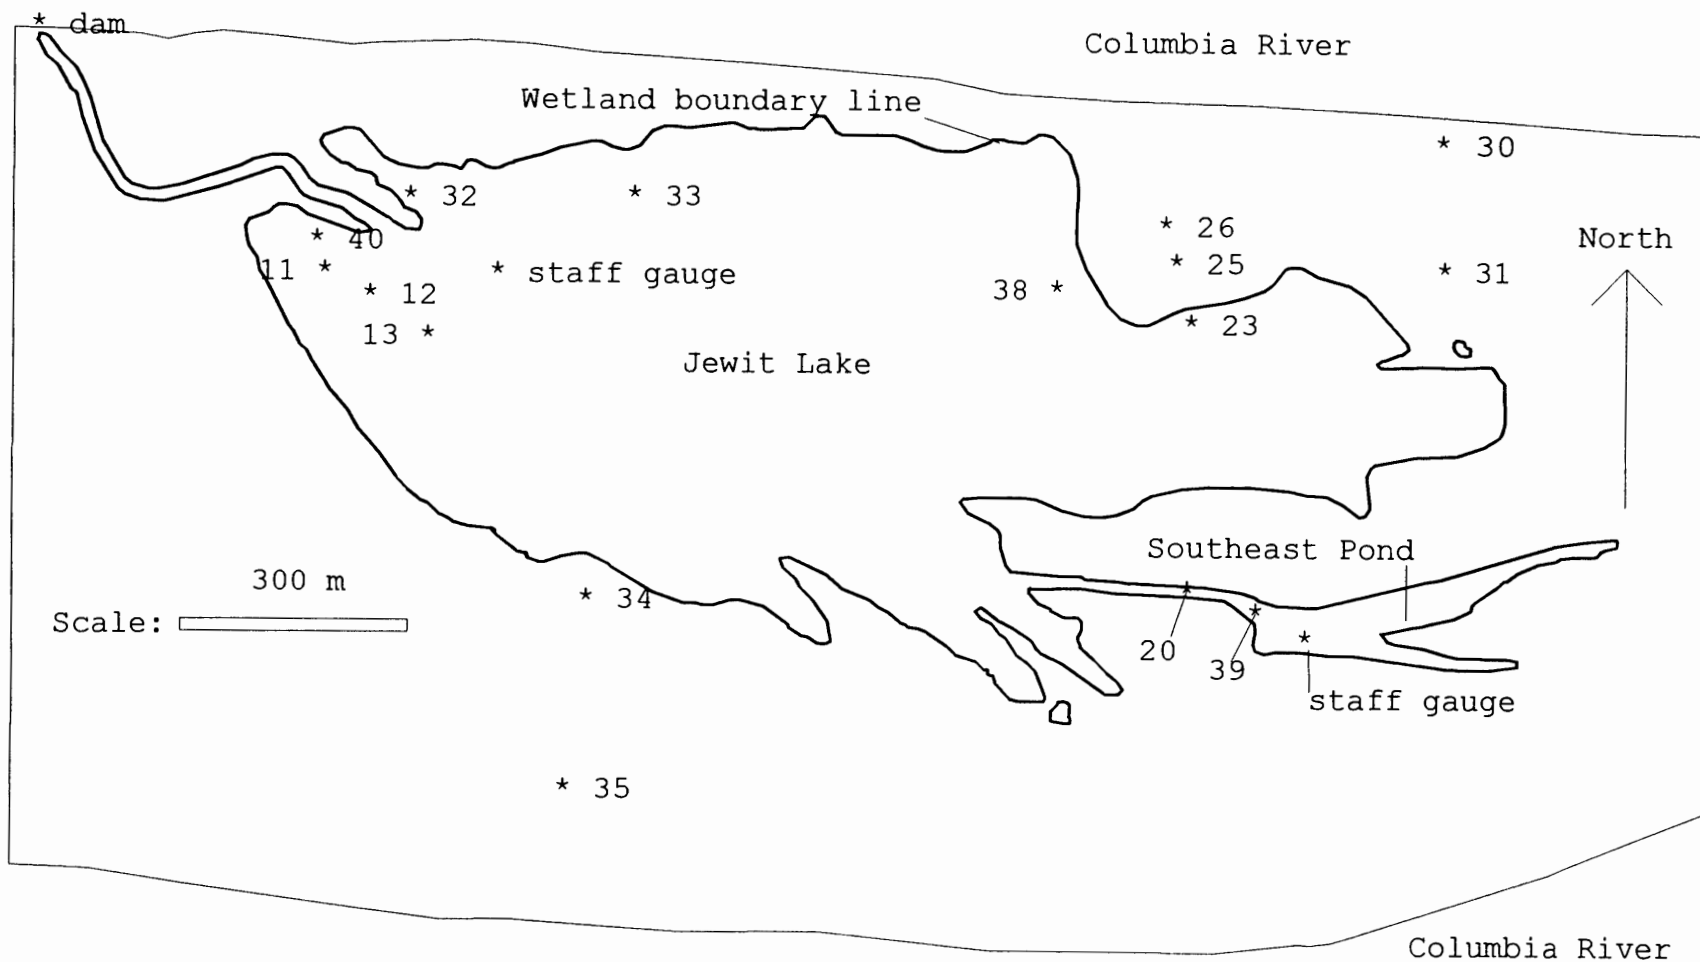 * dam
Columbia River
Wetland boundary line
* 30
* 32
* 33
* 26
* 40
North
11 *
* staff gauge
* 12
38 *
* 25
* 31
13 *
* 23
Jewit Lake
Southeast Pond
300 m
Scale:
* 34
*
*
*
20
39
staff gauge
* 35
Columbia River